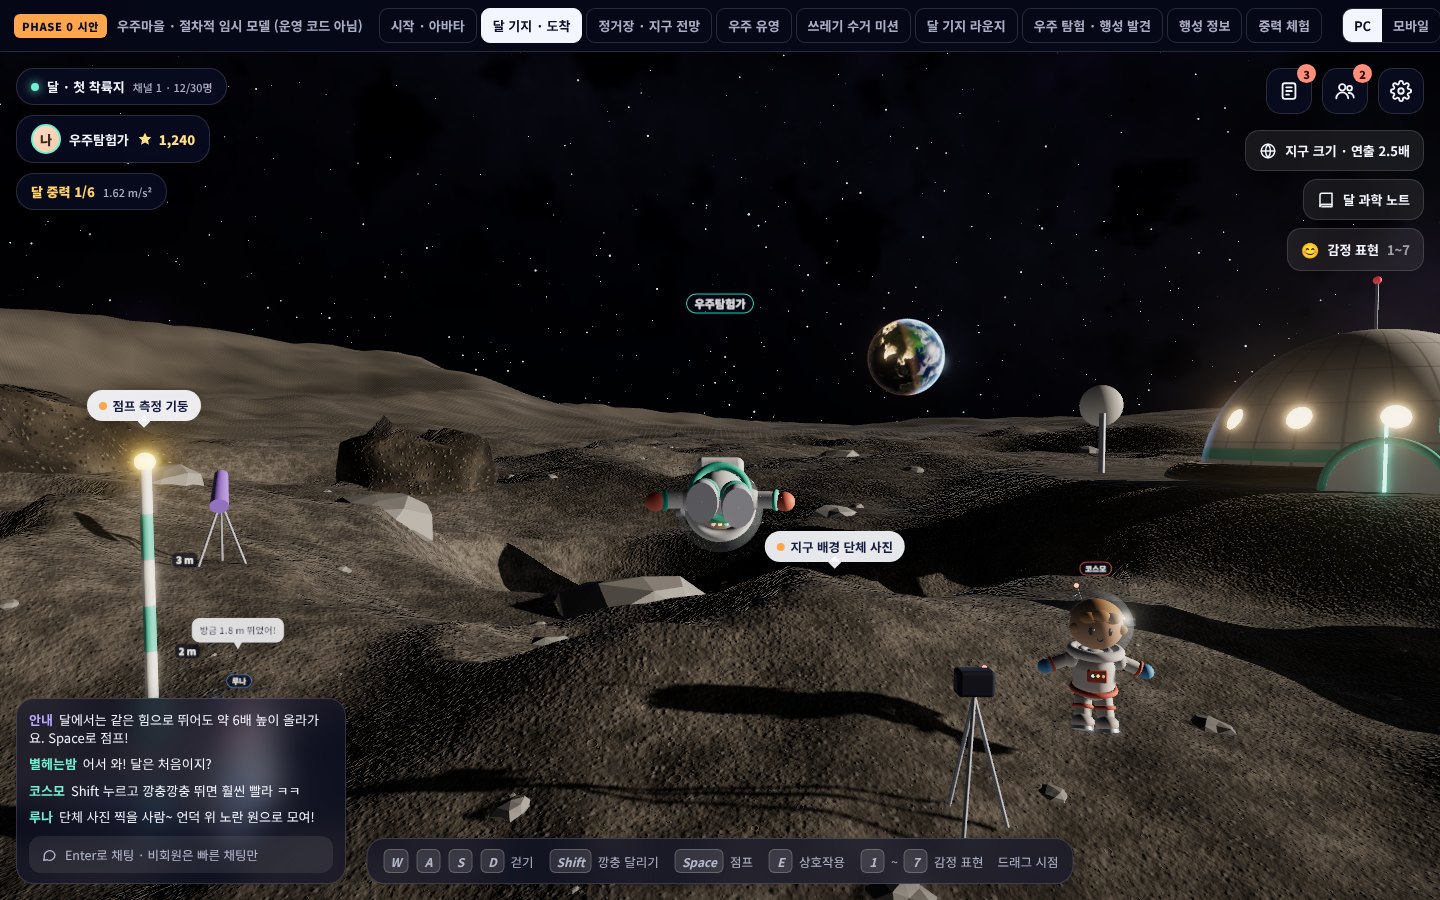 PHASE 0 시안 우주마을 · 절차적 임시 모델 (운영 코드 아님) 시작 · 아바타 달 기지 · 도착 정거장 · 지구 전망 우주 유영 쓰레기 수거 미션 달 기지 라운지 우주 탐험 · 행성 발견 행성 정보 중력 체험 PC 모바일
달 · 첫 착륙지 채널 1 · 12/30명
3
2
나 우주탐험가 1,240
지구 크기 · 연출 2.5배
달 중력 1/6 1.62 m/s²
달 과학 노트
감정 표현 1~7
우주탐험가
점프 측정 기둥
지구 배경 단체 사진
3 m
코스모
방금 1.8 m 뛰었어!
2 m
루나
안내 달에서는 같은 힘으로 뛰어도 약 6배 높이 올라가
요. Space로 점프!
별헤는밤 어서 와! 달은 처음이지?
코스모 Shift 누르고 깡충깡충 뛰면 훨씬 빨라 ㅋㅋ
루나 단체 사진 찍을 사람~ 언덕 위 노란 원으로 모여!
Enter로 채팅 · 비회원은 빠른 채팅만
W A S D 걷기 Shift 깡충 달리기 Space 점프 E 상호작용 1 ~ 7 감정 표현 드래그 시점